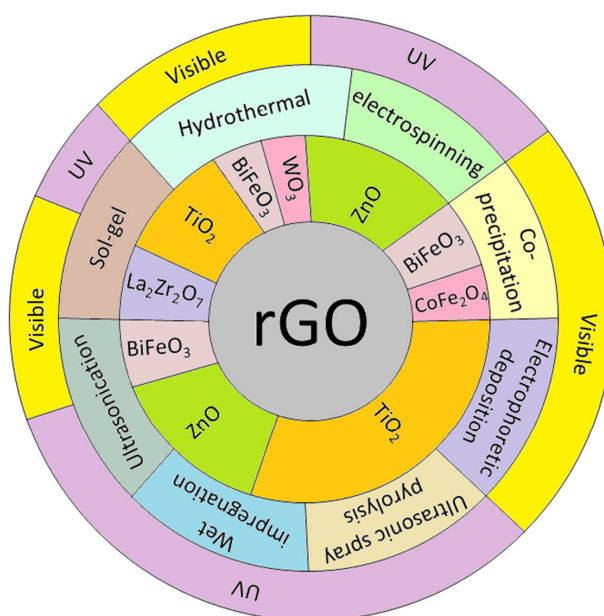 rGO
ZnO
BiFeO₃
CoFe₂O₄
TiO₂
ZnO
BiFeO₃
La₂Zr₂O₇
TiO₂
BiFeO₃
WO₃
electrospinning
Co-
precipitation
Electrophoretic
deposition
Ultrasonic spray
pyrolysis
Wet
impregnation
Ultrasonication
Sol-gel
Hydrothermal
UV
Visible
UV
Visible
UV
Visible